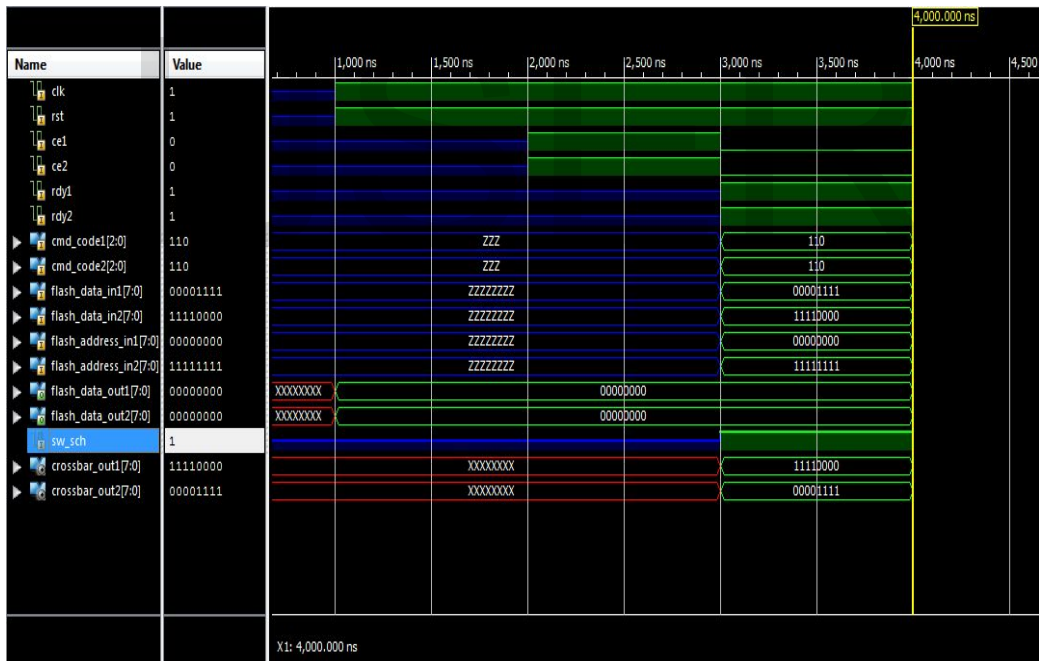 4,000.000 ns
Name Value
1,000 ns 1,500 ns 2,000 ns 2,500 ns 3,000 ns 3,500 ns 4,000 ns 4,500
clk 1
rst 1
ce1 0
ce2 0
rdy1 1
rdy2 1
cmd_code1[2:0] 110 ZZZ 110
cmd_code2[2:0] 110 ZZZ 110
flash_data_in1[7:0] 00001111 ZZZZZZZZ 00001111
flash_data_in2[7:0] 11110000 ZZZZZZZZ 11110000
flash_address_in1[7:0] 00000000 ZZZZZZZZ 00000000
flash_address_in2[7:0] 11111111 ZZZZZZZZ 11111111
flash_data_out1[7:0] 00000000 XXXXXXXX 00000000
flash_data_out2[7:0] 00000000 XXXXXXXX 00000000
sw_sch 1
crossbar_out1[7:0] 11110000 XXXXXXXX 11110000
crossbar_out2[7:0] 00001111 XXXXXXXX 00001111
X1: 4,000.000 ns